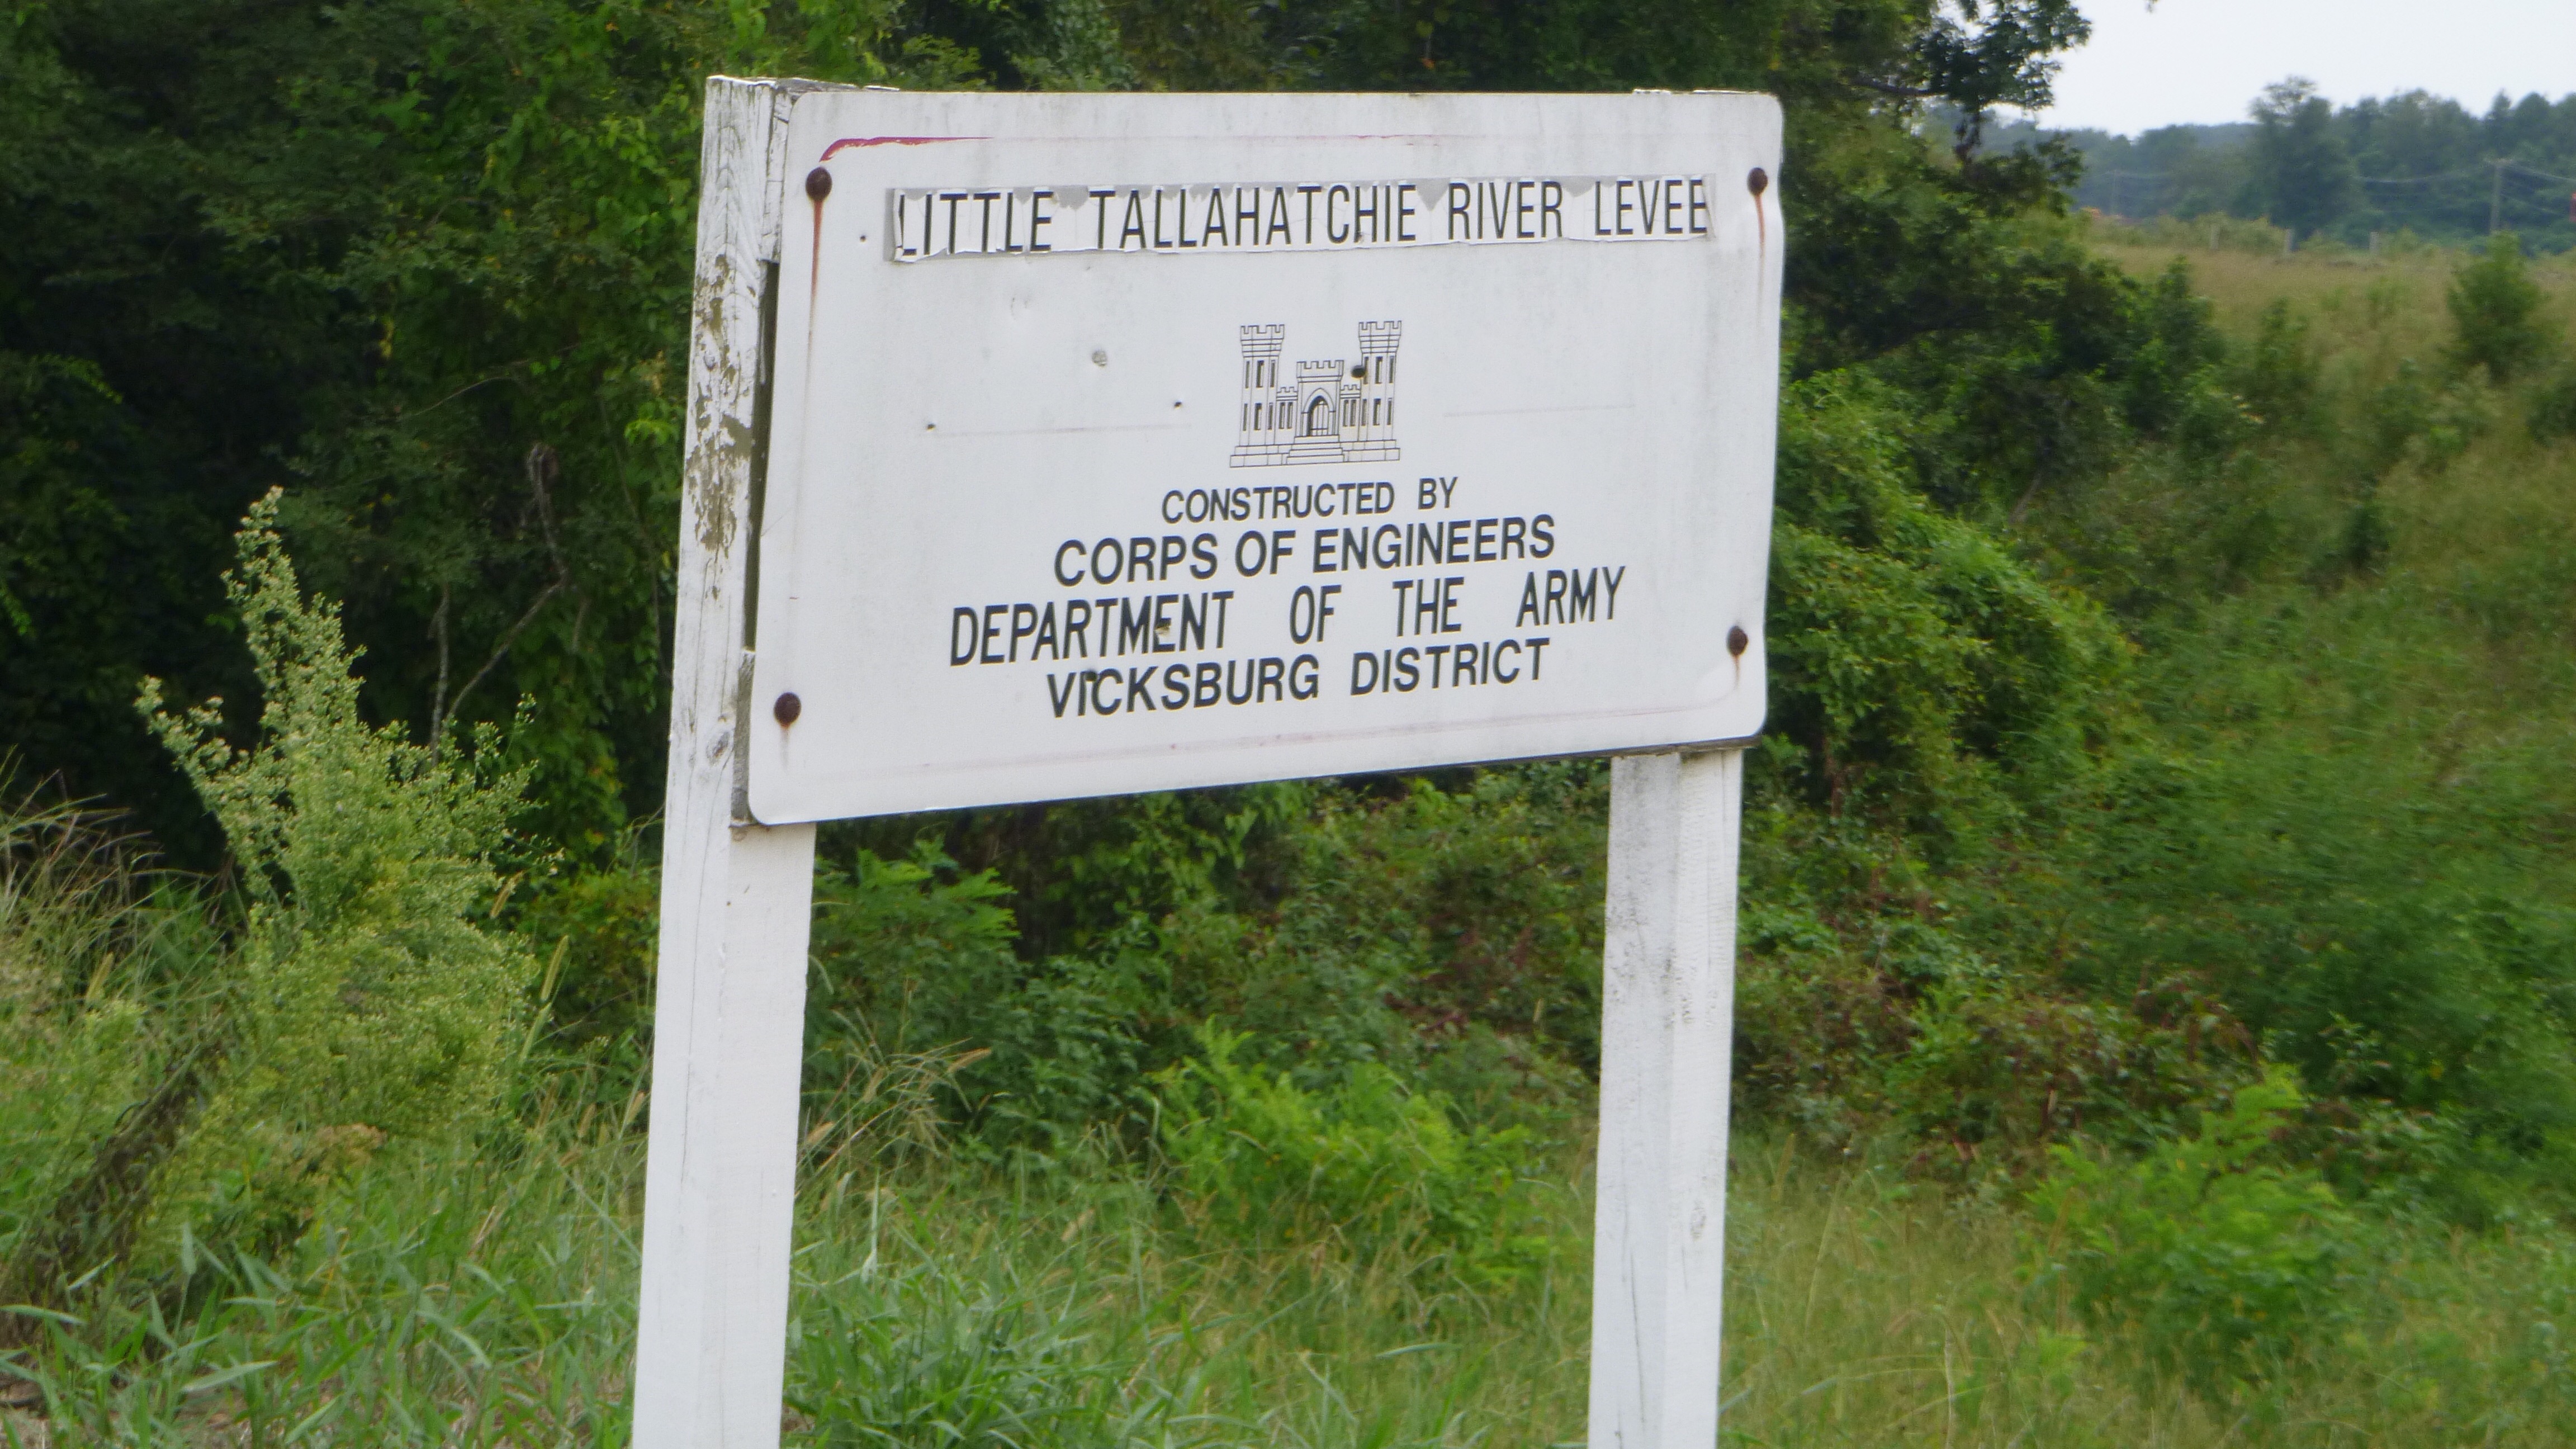 LITTLE TALLAHATCHIE RIVER LEVEE
CONSTRUCTED BY
CORPS OF ENGINEERS
DEPARTMENT OF THE ARMY
VICKSBURG DISTRICT